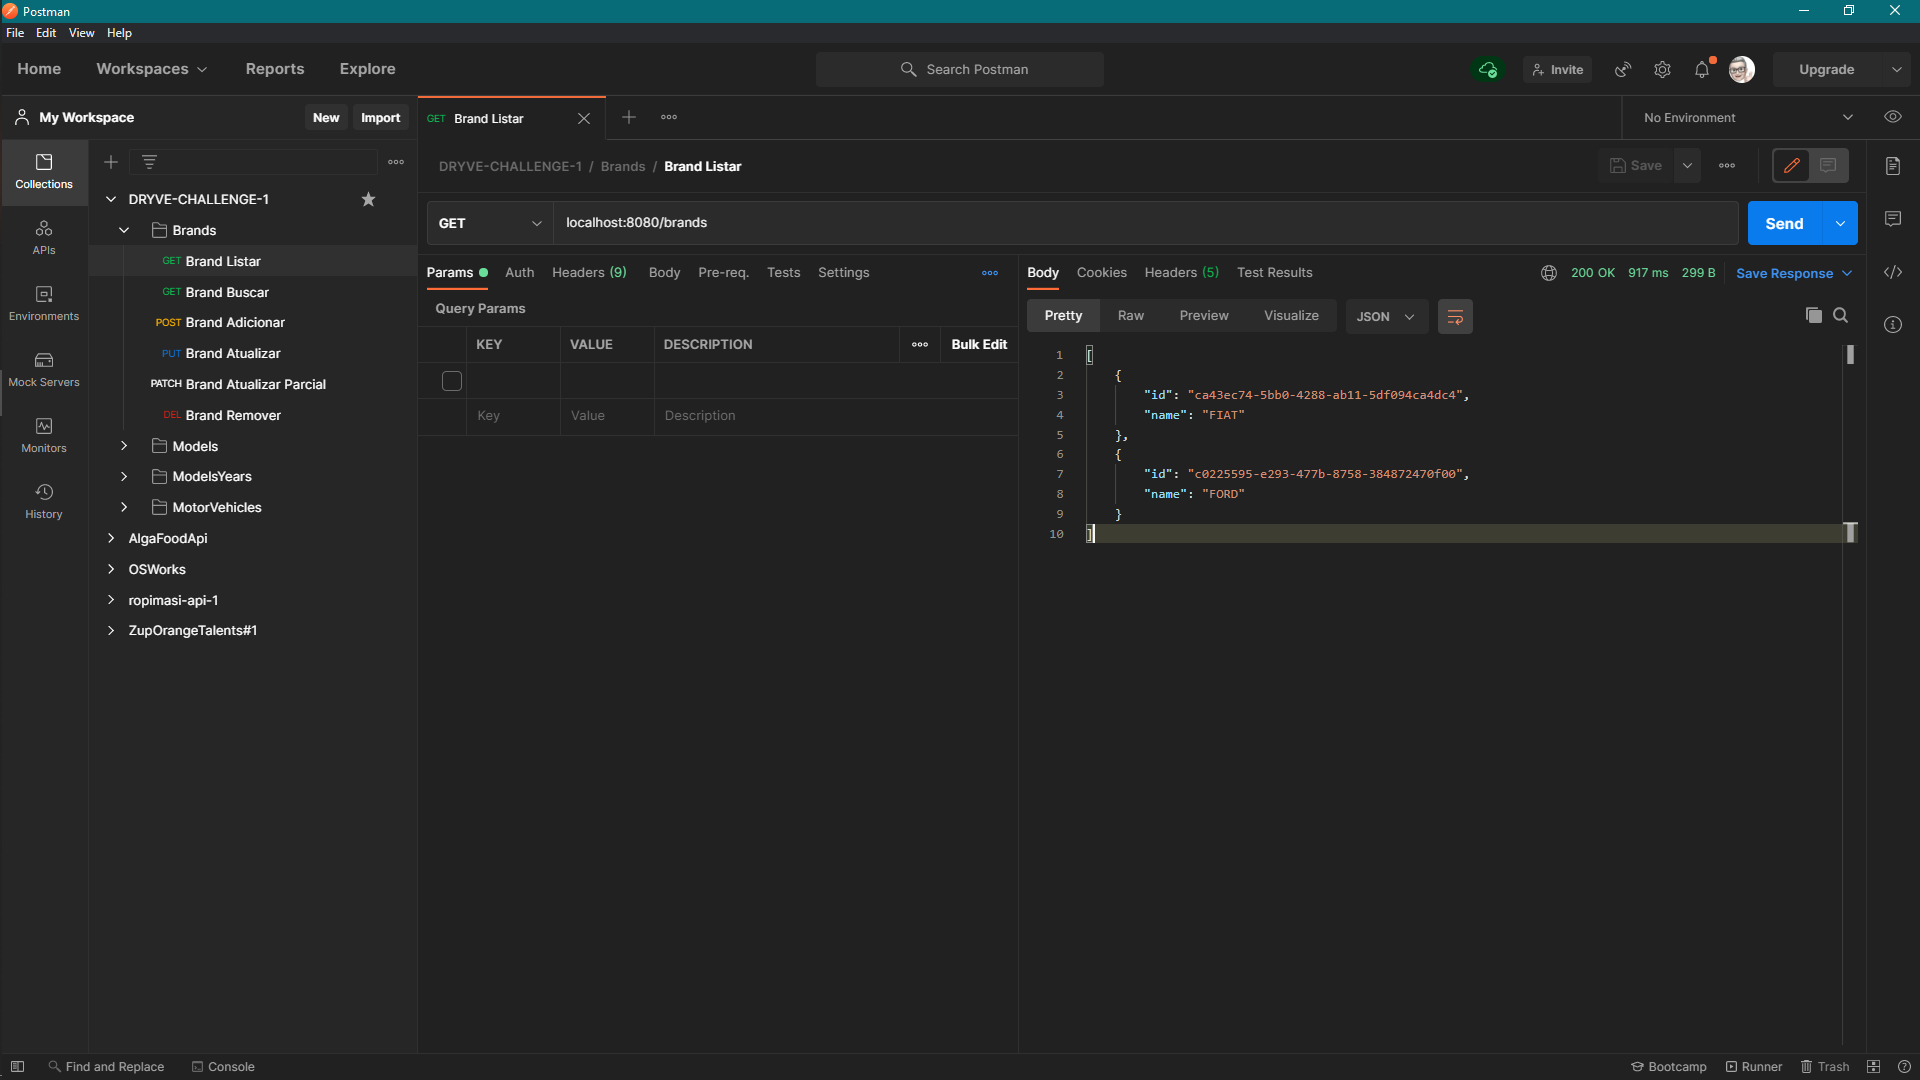 Postman
File Edit View Help
Home Workspaces Reports Explore
Search Postman
Invite
Upgrade
My Workspace
New Import
GET Brand Listar
No Environment
Collections
APIs
Environments
Mock Servers
Monitors
History
DRYVE-CHALLENGE-1
Brands
GET Brand Listar
GET Brand Buscar
POST Brand Adicionar
PUT Brand Atualizar
PATCH Brand Atualizar Parcial
DEL Brand Remover
Models
ModelsYears
MotorVehicles
AlgaFoodApi
OSWorks
ropimasi-api-1
ZupOrangeTalents#1
DRYVE-CHALLENGE-1 / Brands / Brand Listar
Save
GET localhost:8080/brands
Send
Params Auth Headers (9) Body Pre-req. Tests Settings
Query Params
KEY VALUE DESCRIPTION Bulk Edit
Key Value Description
Body Cookies Headers (5) Test Results
200 OK 917 ms 299 B Save Response
Pretty Raw Preview Visualize JSON
1 [
2 {
3 "id": "ca43ec74-5bb0-4288-ab11-5df094ca4dc4",
4 "name": "FIAT"
5 },
6 {
7 "id": "c0225595-e293-477b-8758-384872470f00",
8 "name": "FORD"
9 }
10 ]
Find and Replace Console
Bootcamp Runner Trash